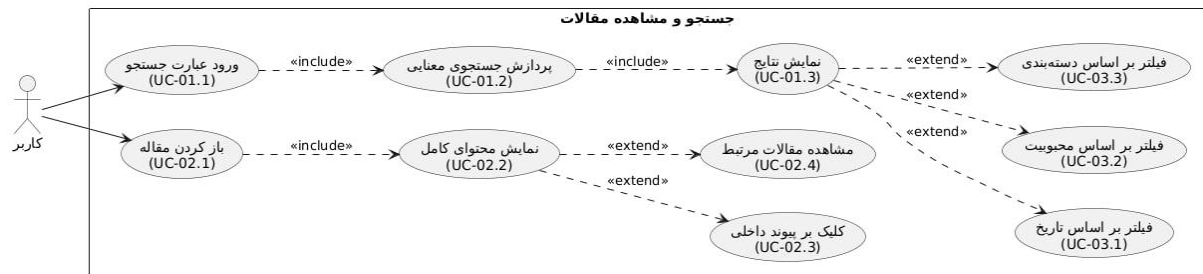 جستجو و مشاهده مقالات
کاربر
ورود عبارت جستجو
(UC-01.1)
«include»
پردازش جستجوی معنایی
(UC-01.2)
«include»
نمایش نتایج
(UC-01.3)
«extend»
فیلتر بر اساس دسته‌بندی
(UC-03.3)
«extend»
فیلتر بر اساس محبوبیت
(UC-03.2)
«extend»
فیلتر بر اساس تاریخ
(UC-03.1)
باز کردن مقاله
(UC-02.1)
«include»
نمایش محتوای کامل
(UC-02.2)
«extend»
مشاهده مقالات مرتبط
(UC-02.4)
«extend»
کلیک بر پیوند داخلی
(UC-02.3)